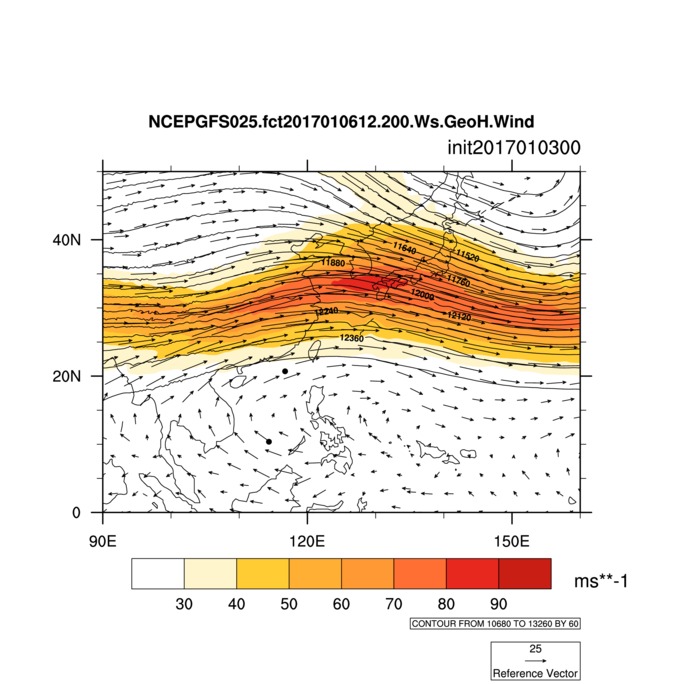 NCEPGFS025.fct2017010612.200.Ws.GeoH.Wind
init2017010300
40N
20N
0
11640
11520
11880
11760
12000
12240
12120
12360
90E 120E 150E
30 40 50 60 70 80 90
ms**-1
CONTOUR FROM 10680 TO 13260 BY 60
25
Reference Vector